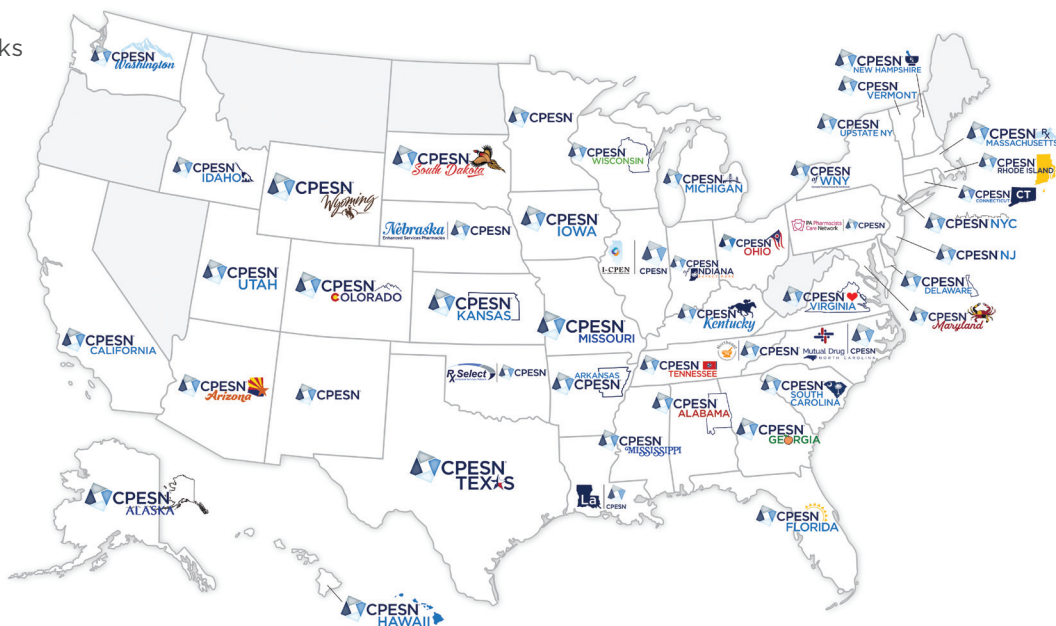 ks
CPESN
Washington
CPESN
IDAHO
CPESN
Wyoming
CPESN
South Dakota
Nebraska
Enhanced Services Pharmacies
CPESN
CPESN
UTAH
CPESN
COLORADO
CPESN
KANSAS
CPESN
CALIFORNIA
CPESN
Arizona
CPESN
RxSelect
CPESN
CPESN
TEXAS
CPESN
ALASKA
CPESN
HAWAII
CPESN
CPESN
WISCONSIN
CPESN
MICHIGAN
CPESN
IOWA
I-CPEN
CPESN
CPESN
of INDIANA
CPESN
OHIO
CPESN
MISSOURI
CPESN
Kentucky
ARKANSAS
CPESN
CPESN
TENNESSEE
CPESN
Mutual Drug
NORTH CAROLINA
CPESN
CPESN
SOUTH
CAROLINA
CPESN
ALABAMA
CPESN
GEORGIA
CPESN
MISSISSIPPI
La
CPESN
CPESN
FLORIDA
CPESN
NEW HAMPSHIRE
CPESN
VERMONT
CPESN
UPSTATE NY
CPESN
of WNY
PA Pharmacists
Care Network
CPESN
CPESN Rx
MASSACHUSETTS
CPESN
RHODE ISLAND
CPESN
CONNECTICUT
CT
CPESN NYC
CPESN NJ
CPESN
DELAWARE
CPESN
Maryland
CPESN
VIRGINIA